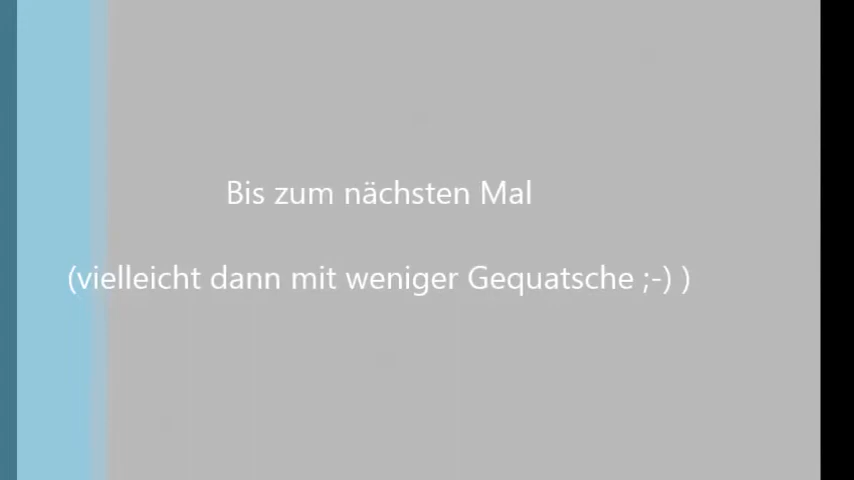 Bis zum nächsten Mal
(vielleicht dann mit weniger Gequatsche ;-) )